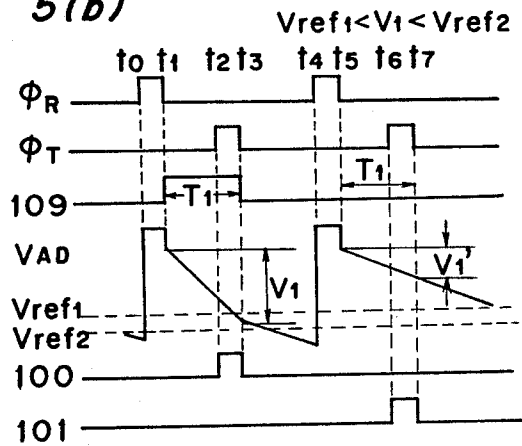 5(b)
Vref1<V1<Vref2
t0 t1 t2 t3 t4 t5 t6 t7
ΦR
ΦT
T1
109
T1
VAD
V1
V1'
Vref1
Vref2
100
101